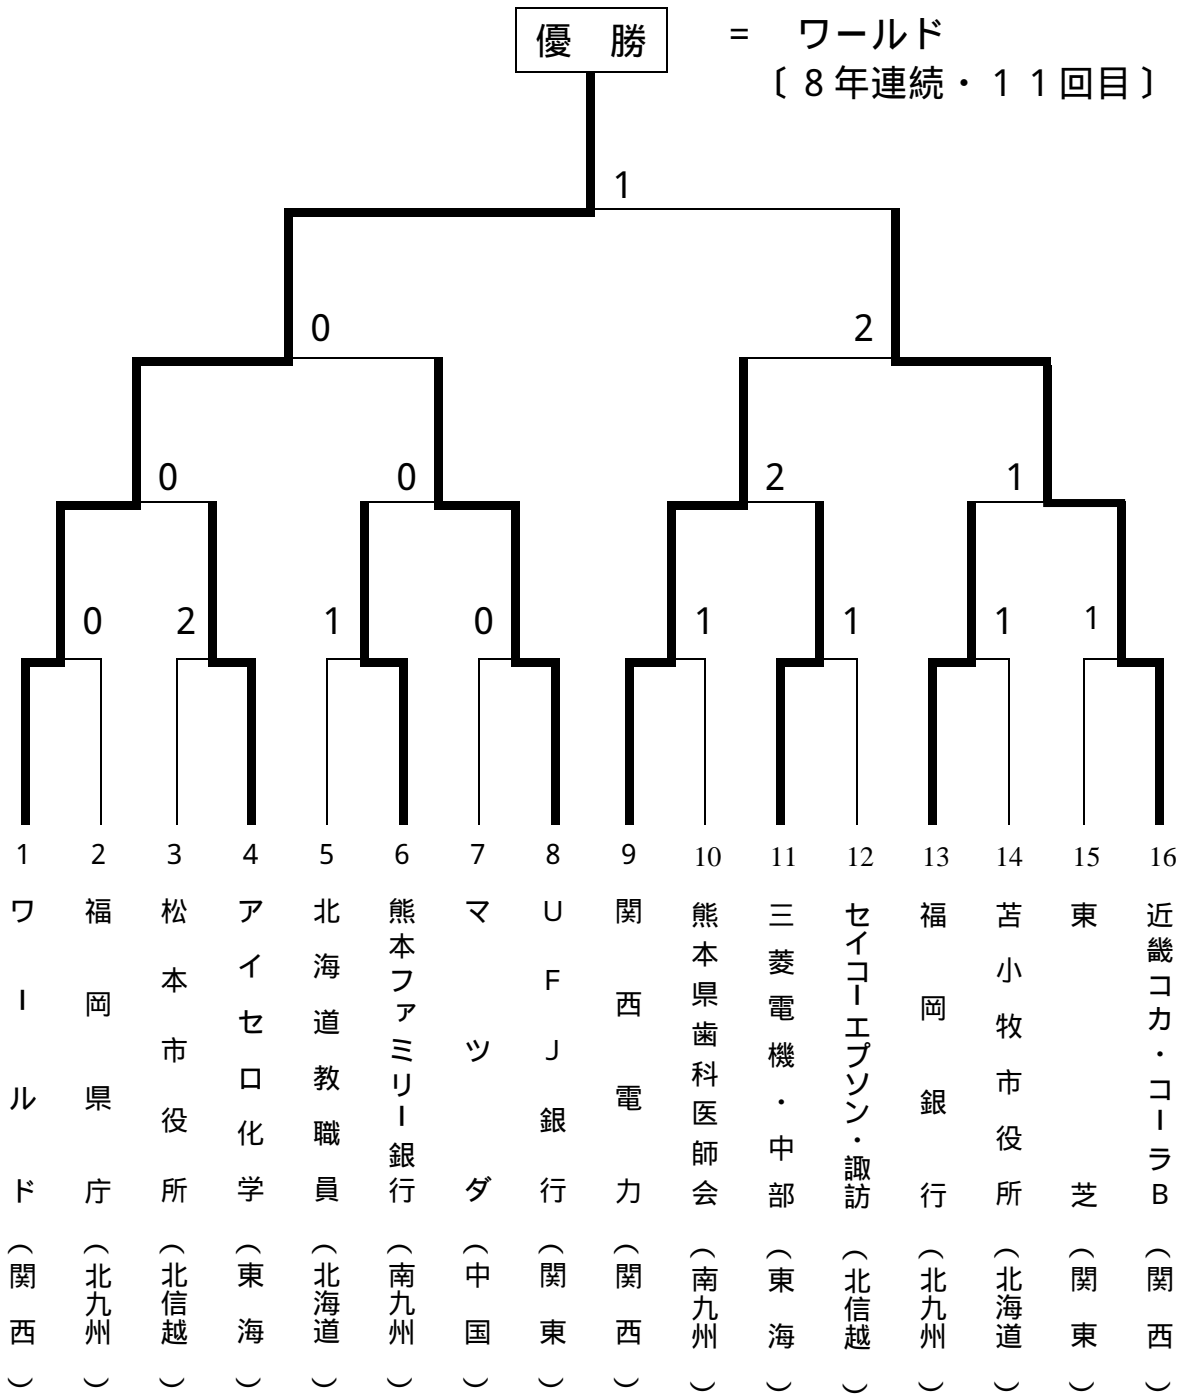 優　勝
= ワールド
〔８年連続・１１回目〕
1
0
2
0
0
2
1
0
2
1
0
1
1
1
1
1
2
3
4
5
6
7
8
9
10
11
12
13
14
15
16
ワールド（関西）
福岡県庁（北九州）
松本市役所（北信越）
アイセロ化学（東海）
北海道教職員（北海道）
熊本ファミリー銀行（南九州）
マツダ（中国）
ＵＦＪ銀行（関東）
関西電力（関西）
熊本県歯科医師会（南九州）
三菱電機・中部（東海）
セイコーエプソン・諏訪（北信越）
福岡銀行（北九州）
苫小牧市役所（北海道）
東芝（関東）
近畿コカ・コーラＢ（関西）